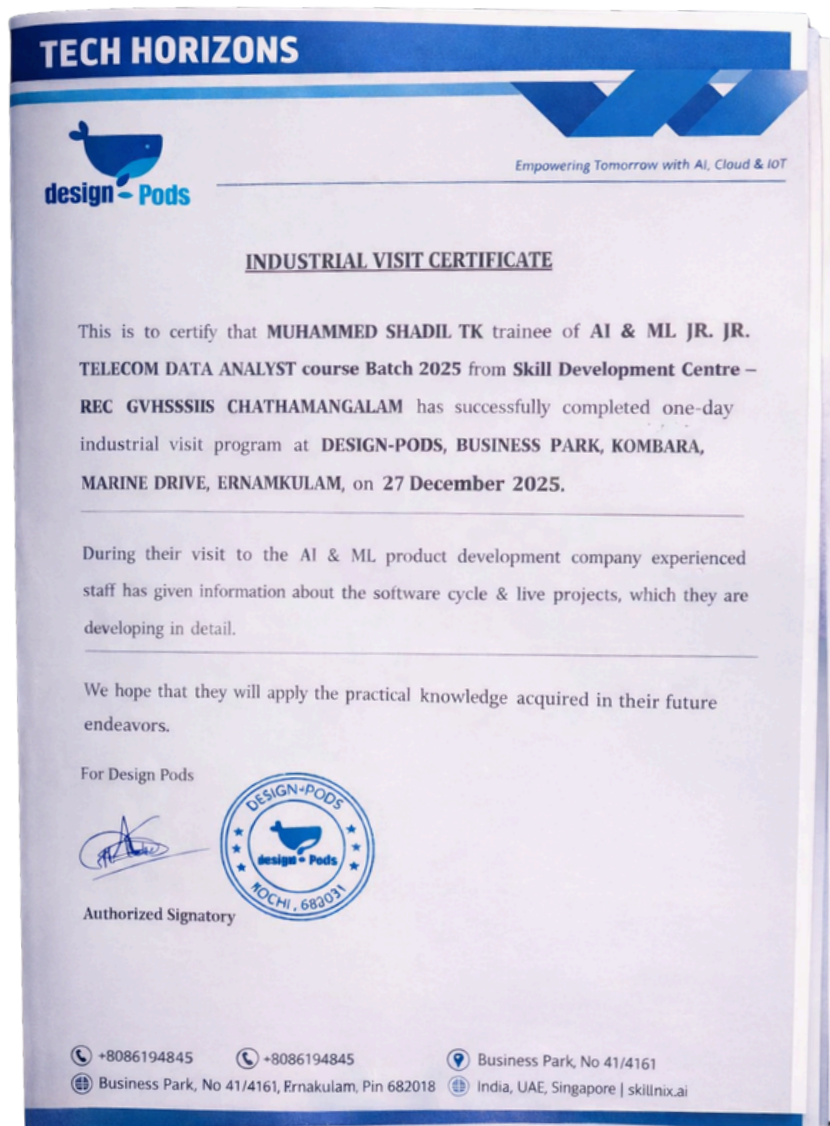 TECH HORIZONS
Empowering Tomorrow with AI, Cloud & IoT
design - Pods
INDUSTRIAL VISIT CERTIFICATE
This is to certify that MUHAMMED SHADIL TK trainee of AI & ML JR. JR.
TELECOM DATA ANALYST course Batch 2025 from Skill Development Centre –
REC GVHSSSIIS CHATHAMANGALAM has successfully completed one-day
industrial visit program at DESIGN-PODS, BUSINESS PARK, KOMBARA,
MARINE DRIVE, ERNAMKULAM, on 27 December 2025.
During their visit to the AI & ML product development company experienced
staff has given information about the software cycle & live projects, which they are
developing in detail.
We hope that they will apply the practical knowledge acquired in their future
endeavors.
For Design Pods
DESIGN-PODS
design - Pods
KOCHI, 682031
Authorized Signatory
+8086194845 +8086194845 Business Park, No 41/4161
Business Park, No 41/4161, Ernakulam, Pin 682018 India, UAE, Singapore | skillnix.ai